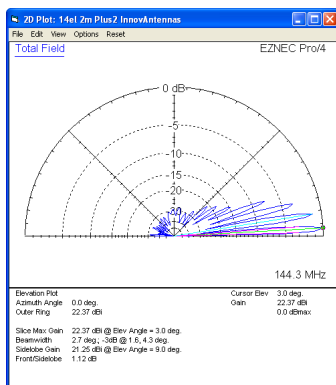 2D Plot: 14el 2m Plus2 InnovAntennas
File Edit View Options Reset
Total Field EZNEC Pro/4
0 dB
-5
-10
-15
-20
-30
144.3 MHz
Elevation Plot Cursor Elev 3.0 deg.
Azimuth Angle 0.0 deg. Gain 22.37 dBi
Outer Ring 22.37 dBi 0.0 dBmax
Slice Max Gain 22.37 dBi @ Elev Angle = 3.0 deg.
Beamwidth 2.7 deg.; -3dB @ 1.6, 4.3 deg.
Sidelobe Gain 21.25 dBi @ Elev Angle = 9.0 deg.
Front/Sidelobe 1.12 dB